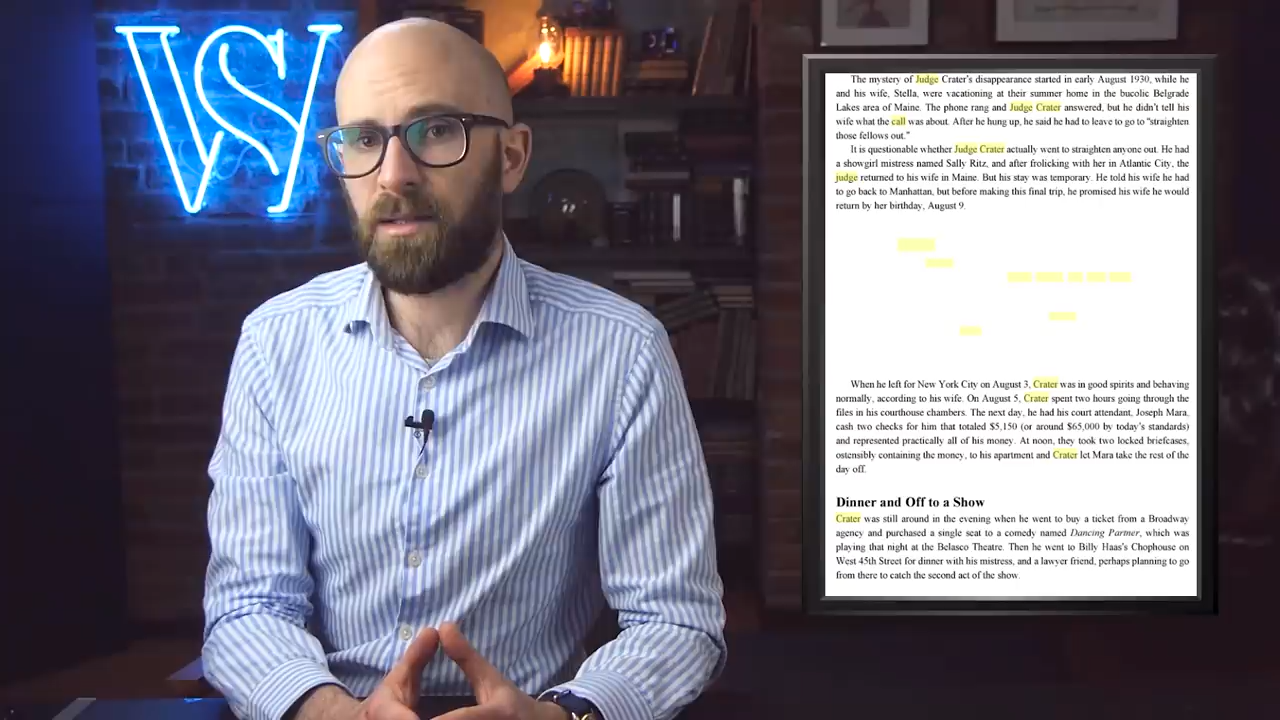 SW
The mystery of Judge Crater's disappearance started in early August 1930, while he
and his wife, Stella, were vacationing at their summer home in the bucolic Belgrade
Lakes area of Maine. The phone rang and Judge Crater answered, but he didn't tell his
wife what the call was about. After he hung up, he said he had to leave to go to "straighten
those fellows out."
It is questionable whether Judge Crater actually went to straighten anyone out. He had
a showgirl mistress named Sally Ritz, and after frolicking with her in Atlantic City, the
judge returned to his wife in Maine. But his stay was temporary. He told his wife he had
to go back to Manhattan, but before making this final trip, he promised his wife he would
return by her birthday, August 9.
When he left for New York City on August 3, Crater was in good spirits and behaving
normally, according to his wife. On August 5, Crater spent two hours going through the
files in his courthouse chambers. The next day, he had his court attendant, Joseph Mara,
cash two checks for him that totaled $5,150 (or around $65,000 by today's standards)
and represented practically all of his money. At noon, they took two locked briefcases,
ostensibly containing the money, to his apartment and Crater let Mara take the rest of the
day off.
Dinner and Off to a Show
Crater was still around in the evening when he went to buy a ticket from a Broadway
agency and purchased a single seat to a comedy named Dancing Partner, which was
playing that night at the Belasco Theatre. Then he went to Billy Haas's Chophouse on
West 45th Street for dinner with his mistress, and a lawyer friend, perhaps planning to go
from there to catch the second act of the show.